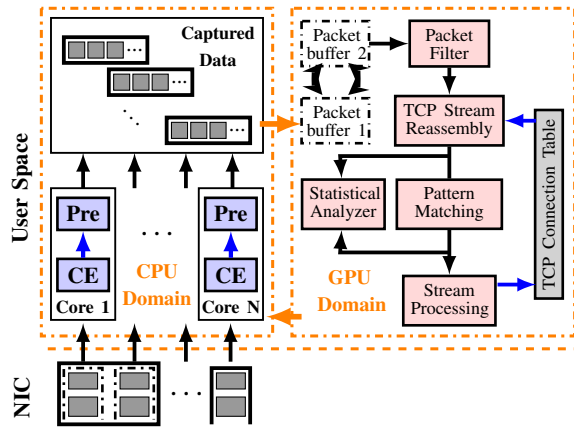 Captured
Data
...
...
...
...
Pre
CE
Core 1
...
...
CPU
Domain
Pre
CE
Core N
User Space
NIC
...
Packet
buffer 2
Packet
buffer 1
Packet
Filter
TCP Stream
Reassembly
Statistical
Analyzer
Pattern
Matching
GPU
Domain
Stream
Processing
TCP Connection Table